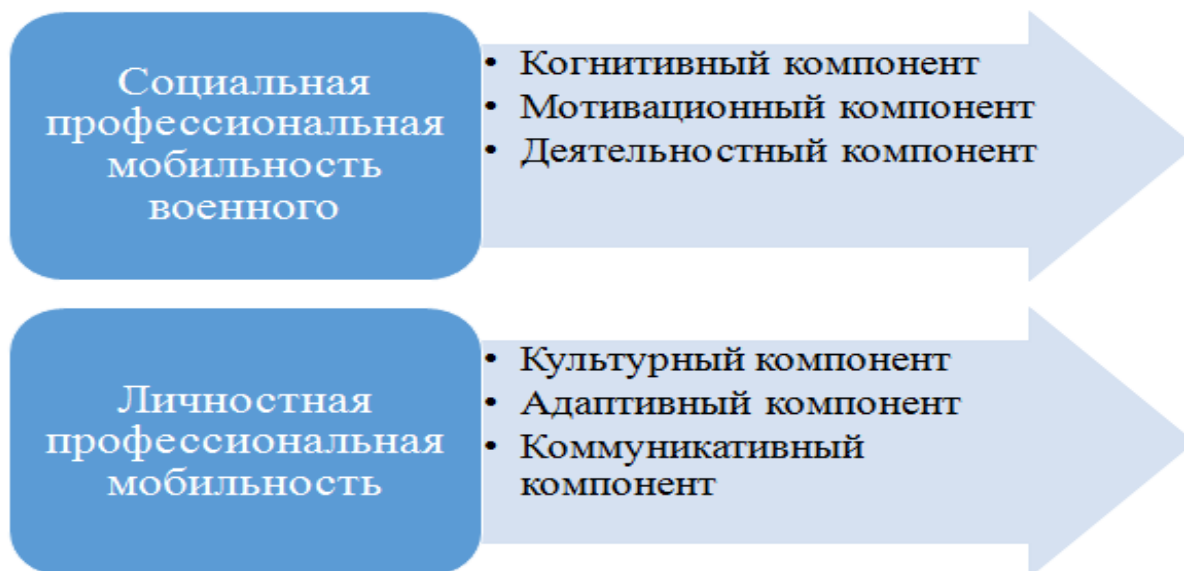 Социальная
профессиональная
мобильность
военного
• Когнитивный компонент
• Мотивационный компонент
• Деятельностный компонент
Личностная
профессиональная
мобильность
• Культурный компонент
• Адаптивный компонент
• Коммуникативный
компонент